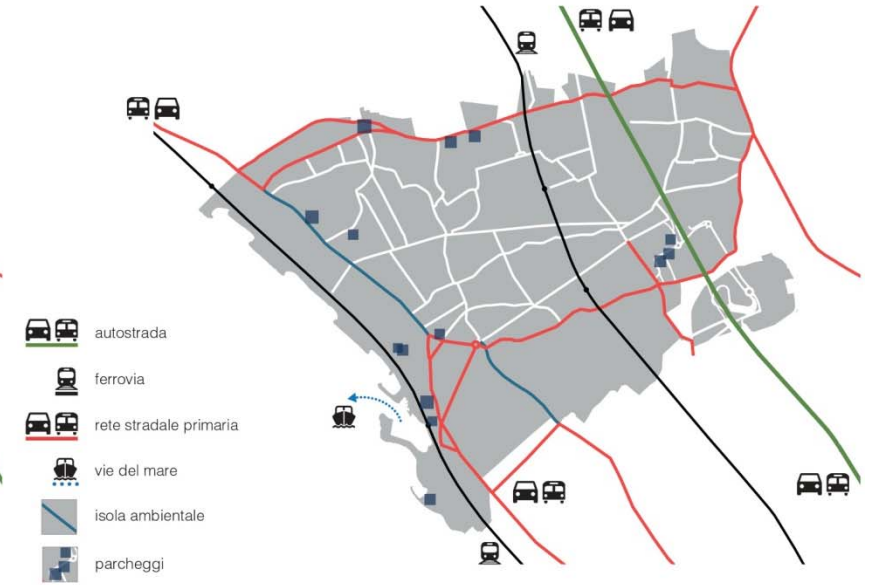 autostrada
ferrovia
rete stradale primaria
vie del mare
isola ambientale
parcheggi